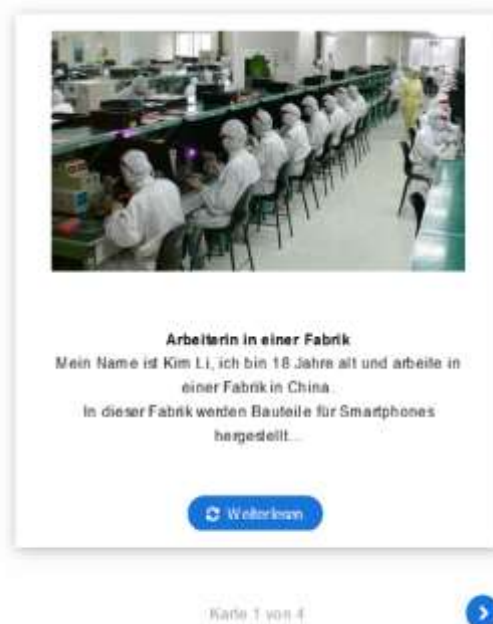 Arbeiterin in einer Fabrik
Mein Name ist Kim Li, ich bin 18 Jahre alt und arbeite in
einer Fabrik in China.
In dieser Fabrik werden Bauteile für Smartphones
hergestellt...
Weiterlesen
Karte 1 von 4